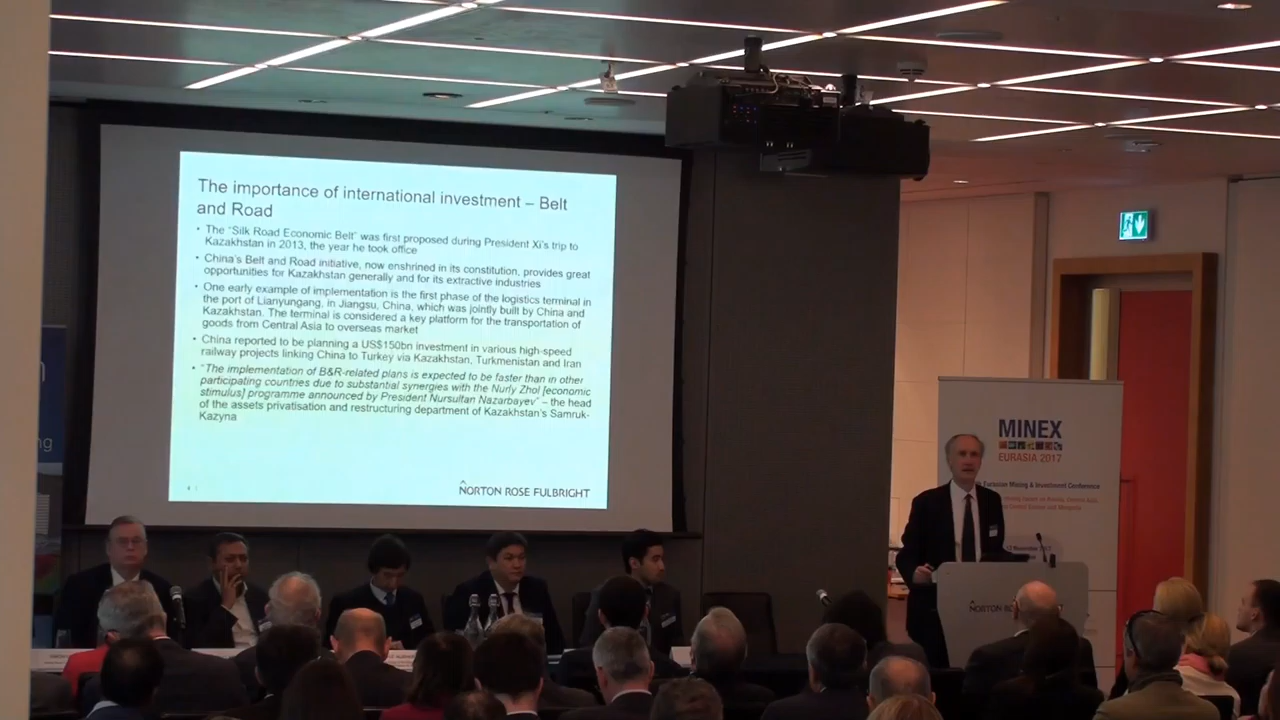 The importance of international investment – Belt
and Road
• The “Silk Road Economic Belt” was first proposed during President Xi’s trip to
Kazakhstan in 2013, the year he took office
• China’s Belt and Road initiative, now enshrined in its constitution, provides great
opportunities for Kazakhstan generally and for its extractive industries
• One early example of implementation is the first phase of the logistics terminal in
the port of Lianyungang, in Jiangsu, China, which was jointly built by China and
Kazakhstan. The terminal is considered a key platform for the transportation of
goods from Central Asia to overseas market
• China reported to be planning a US$150bn investment in various high-speed
railway projects linking China to Turkey via Kazakhstan, Turkmenistan and Iran
• “The implementation of B&R-related plans is expected to be faster than in other
participating countries due to substantial synergies with the Nurly Zhol [economic
stimulus] programme announced by President Nursultan Nazarbayev” – the head
of the assets privatisation and restructuring department of Kazakhstan’s Samruk-
Kazyna
NORTON ROSE FULBRIGHT
MINEX
EURASIA 2017
Eurasian Mining & Investment Conference
NORTON RO